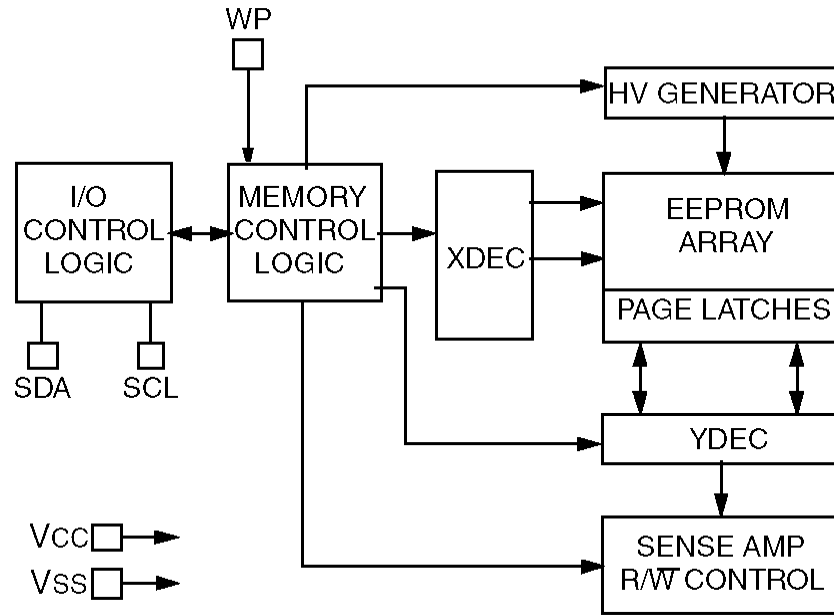 WP
HV GENERATOR
I/O
CONTROL
LOGIC
MEMORY
CONTROL
LOGIC
XDEC
EEPROM
ARRAY
PAGE LATCHES
SDA
SCL
YDEC
VCC
VSS
SENSE AMP
R/W̅ CONTROL